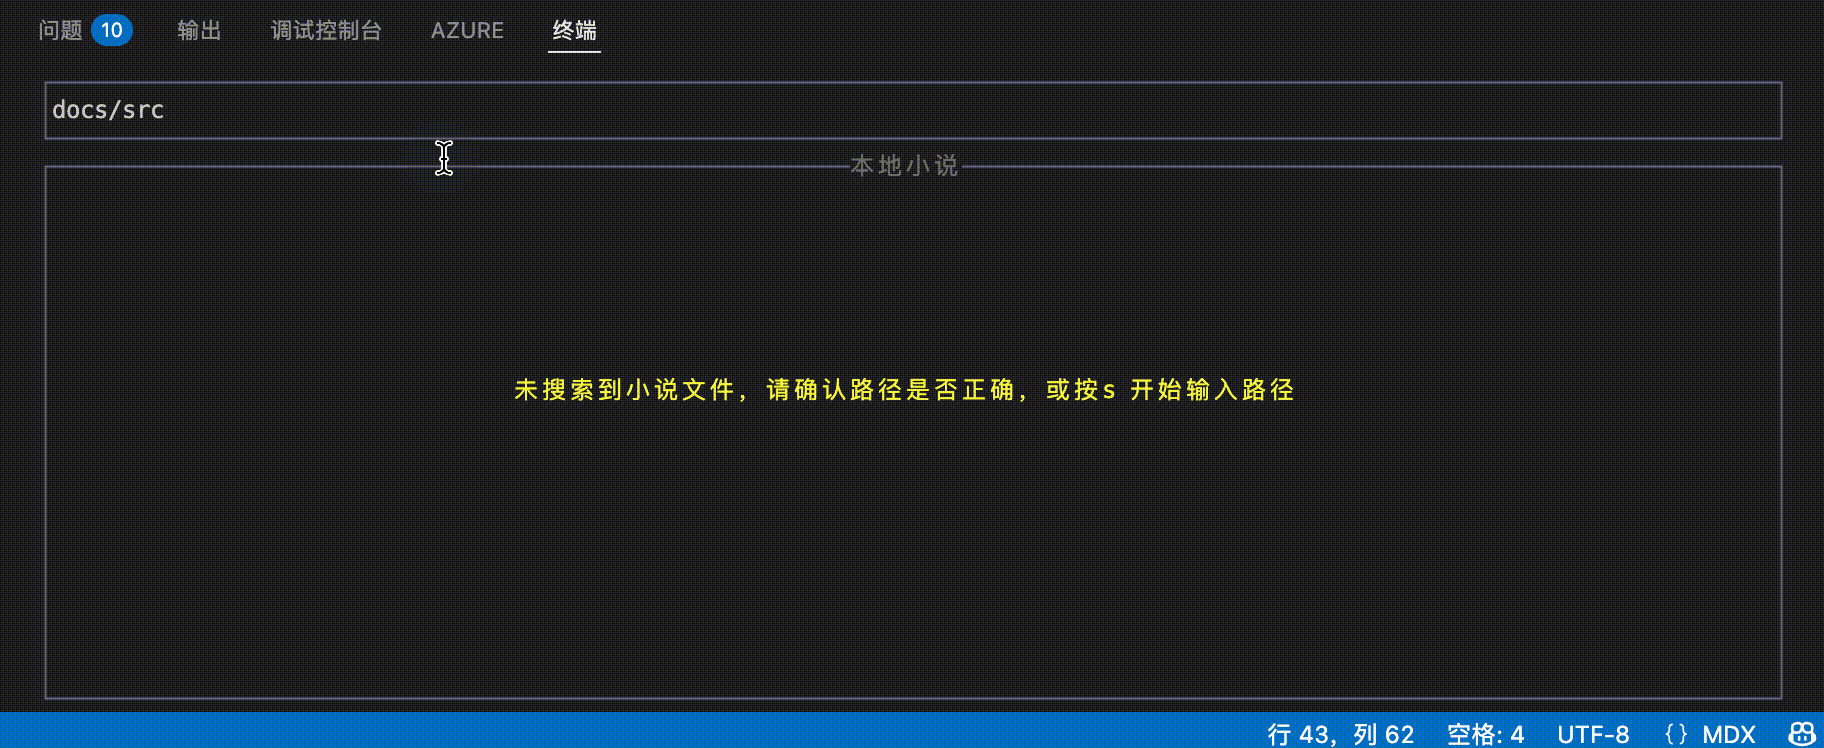 问题 10 输出 调试控制台 AZURE 终端
docs/src
本地小说
未搜索到小说文件，请确认路径是否正确，或按s 开始输入路径
行 43，列 62 空格: 4 UTF-8 {} MDX